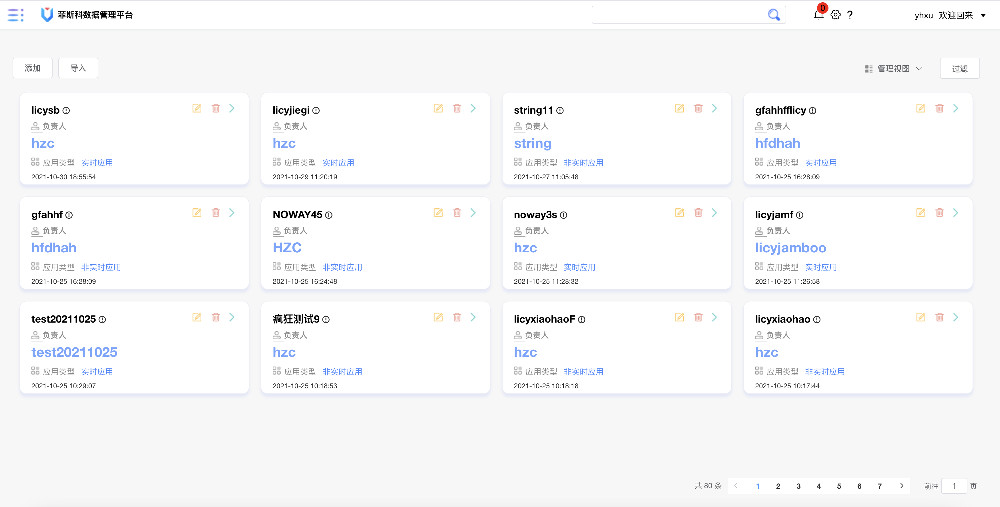 菲斯科数据管理平台
0
?
yhxu 欢迎回来
添加
导入
管理视图
过滤
licysb
负责人
hzc
应用类型 实时应用
2021-10-30 18:55:54
licyjiegi
负责人
hzc
应用类型 实时应用
2021-10-29 11:20:19
string11
负责人
string
应用类型 非实时应用
2021-10-27 11:05:48
gfahhfflicy
负责人
hfdhah
应用类型 实时应用
2021-10-25 16:28:09
gfahhf
负责人
hfdhah
应用类型 非实时应用
2021-10-25 16:28:09
NOWAY45
负责人
HZC
应用类型 非实时应用
2021-10-25 16:24:48
noway3s
负责人
hzc
应用类型 实时应用
2021-10-25 11:28:32
licyjamf
负责人
licyjamboo
应用类型 实时应用
2021-10-25 11:26:58
test20211025
负责人
test20211025
应用类型 实时应用
2021-10-25 10:29:07
疯狂测试9
负责人
hzc
应用类型 非实时应用
2021-10-25 10:18:53
licyxiaohaoF
负责人
hzc
应用类型 非实时应用
2021-10-25 10:18:18
licyxiaohao
负责人
hzc
应用类型 非实时应用
2021-10-25 10:17:44
共 80 条 1 2 3 4 5 6 7 前往 1 页